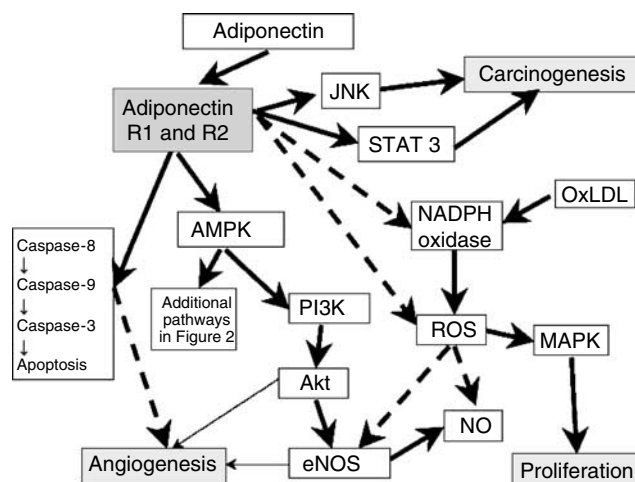 Adiponectin
Adiponectin
R1 and R2
JNK
Carcinogenesis
STAT 3
OxLDL
NADPH
oxidase
AMPK
Caspase-8
↓
Caspase-9
↓
Caspase-3
↓
Apoptosis
Additional
pathways
in Figure 2
PI3K
ROS
MAPK
Akt
NO
Angiogenesis
eNOS
Proliferation